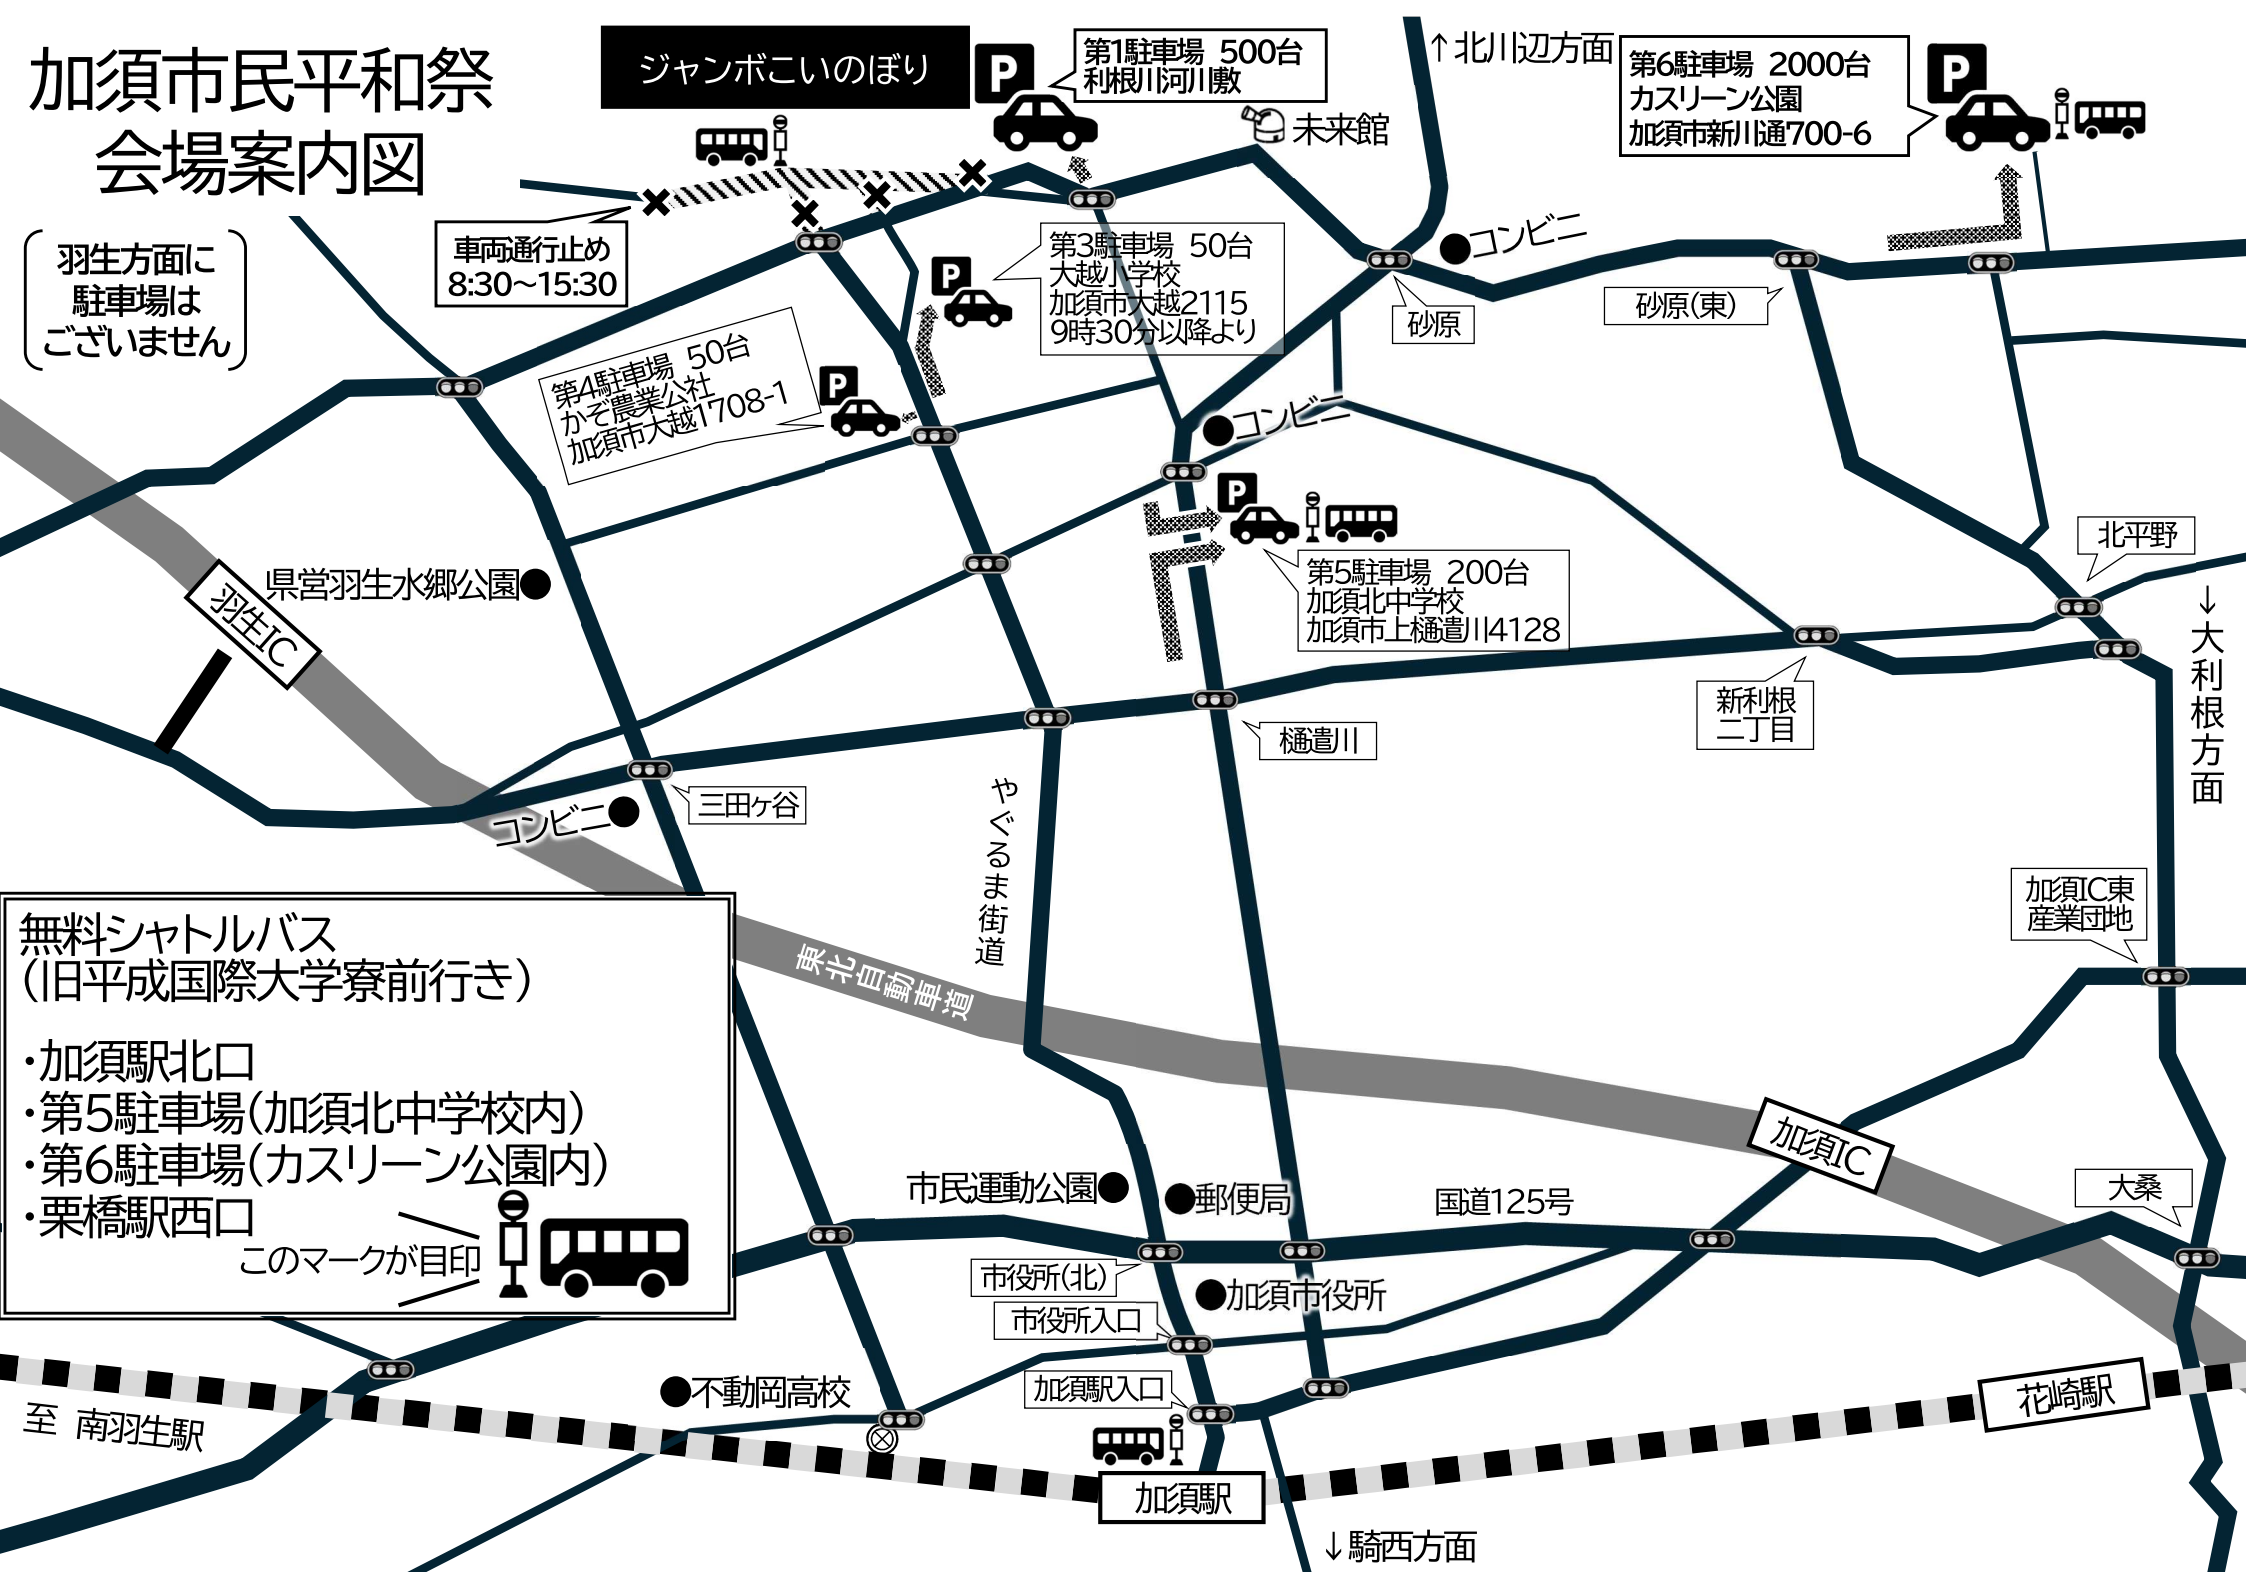 加須市民平和祭
会場案内図
羽生方面に
駐車場は
ございません
ジャンボこいのぼり
P
第1駐車場 500台
利根川河川敷
↑北川辺方面
第6駐車場 2000台
カスリーン公園
加須市新川通700-6
P
未来館
車両通行止め
8:30～15:30
P
第3駐車場 50台
大越小学校
加須市大越2115
9時30分以降より
コンビニ
砂原
砂原(東)
第4駐車場 50台
かぞ農業公社
加須市大越1708-1
P
コンビニ
P
第5駐車場 200台
加須北中学校
加須市上樋遣川4128
北平野
県営羽生水郷公園
羽生IC
↓大利根方面
新利根
二丁目
樋遣川
三田ヶ谷
コンビニ
やぐるま街道
加須IC東
産業団地
東北自動車道
無料シャトルバス
(旧平成国際大学寮前行き)
・加須駅北口
・第5駐車場(加須北中学校内)
・第6駐車場(カスリーン公園内)
・栗橋駅西口
このマークが目印
加須IC
市民運動公園
郵便局
国道125号
大桑
市役所(北)
加須市役所
市役所入口
加須駅入口
不動岡高校
至 南羽生駅
花崎駅
加須駅
↓騎西方面